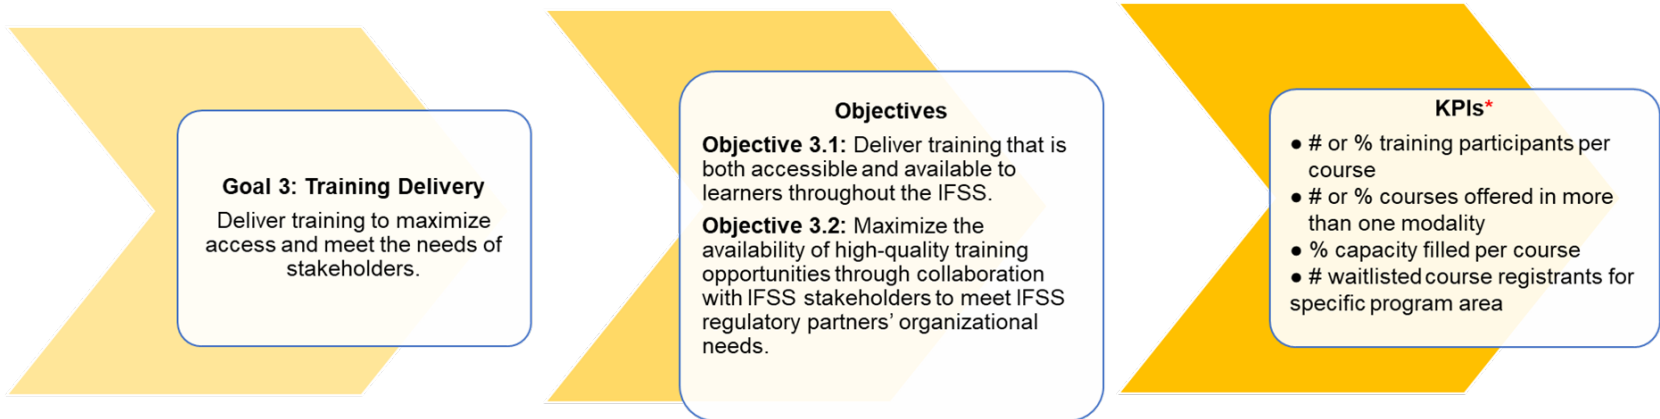 Goal 3: Training Delivery
Deliver training to maximize
access and meet the needs of
stakeholders.
Objectives
Objective 3.1: Deliver training that is
both accessible and available to
learners throughout the IFSS.
Objective 3.2: Maximize the
availability of high-quality training
opportunities through collaboration
with IFSS stakeholders to meet IFSS
regulatory partners’ organizational
needs.
KPIs*
● # or % training participants per
course
● # or % courses offered in more
than one modality
● % capacity filled per course
● # waitlisted course registrants for
specific program area